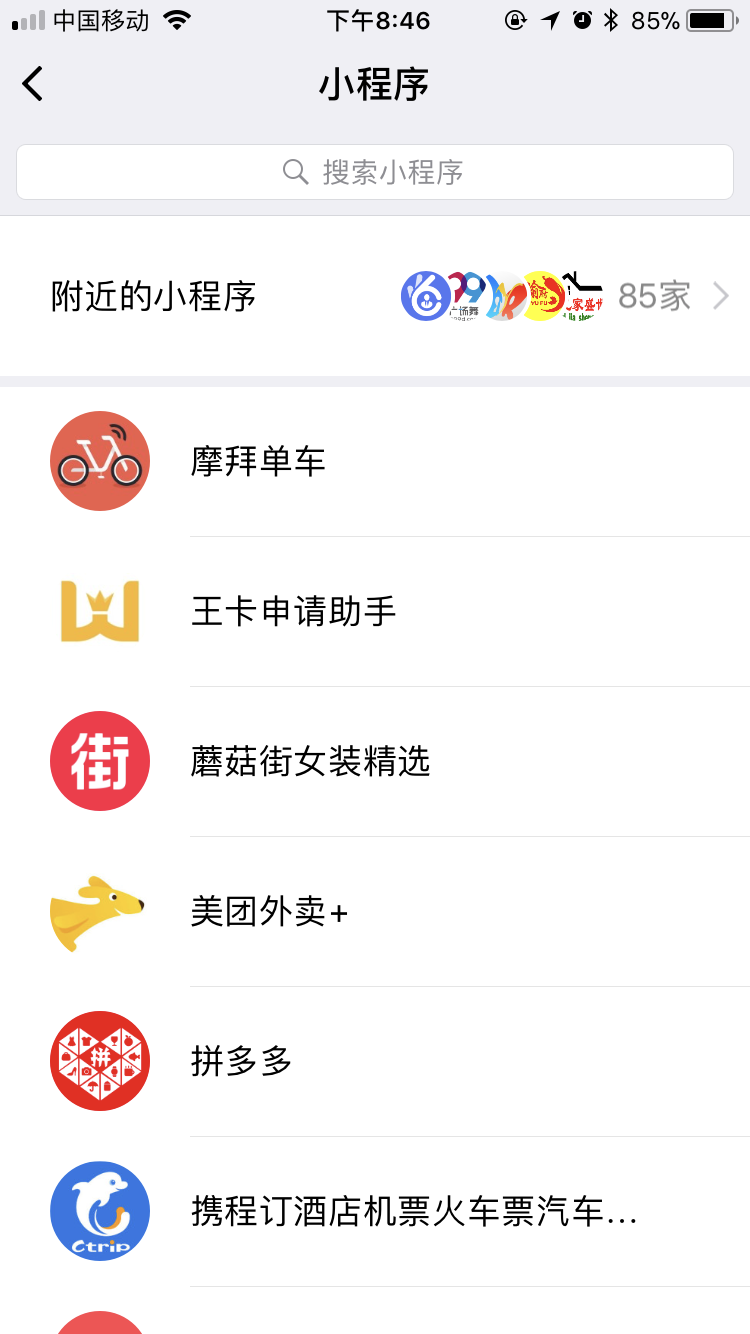 中国移动
下午8:46
85%
小程序
搜索小程序
附近的小程序
85家
摩拜单车
王卡申请助手
街
蘑菇街女装精选
美团外卖+
拼
拼多多
Ctrip
携程订酒店机票火车票汽车...